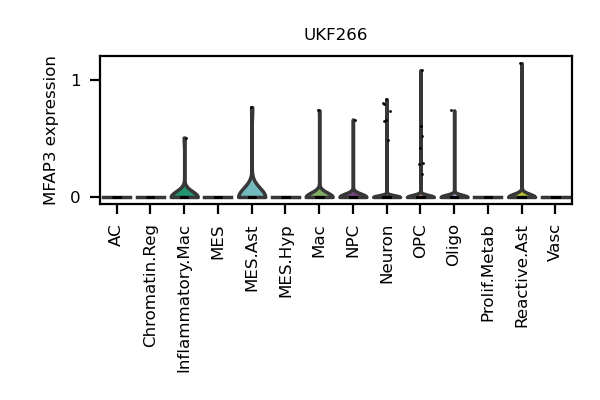 UKF266
MFAP3 expression
1
0
AC
Chromatin.Reg
Inflammatory.Mac
MES
MES.Ast
MES.Hyp
Mac
NPC
Neuron
OPC
Oligo
Prolif.Metab
Reactive.Ast
Vasc